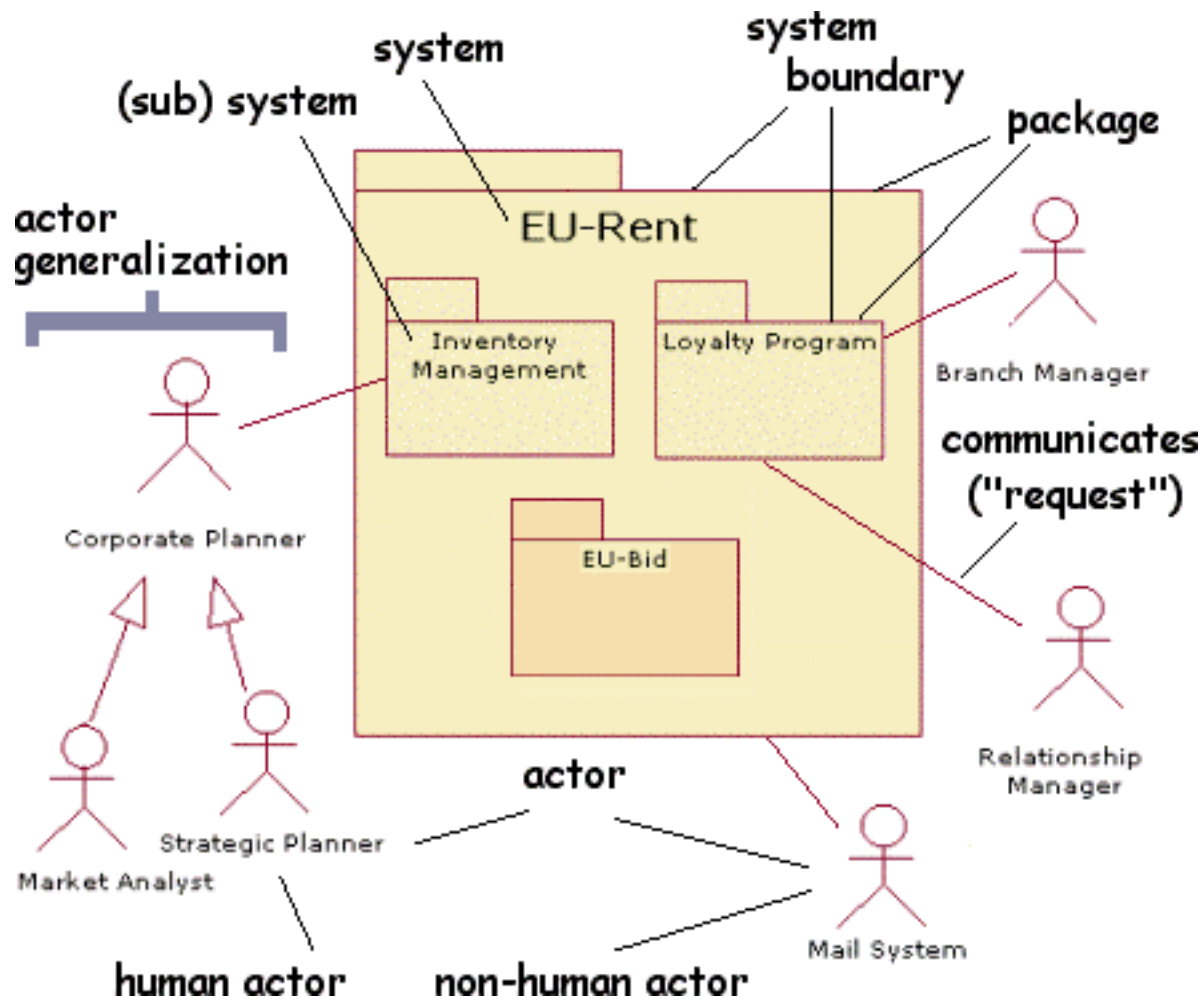 system
system
boundary
(sub) system
package
actor
generalization
EU-Rent
Inventory
Management
Loyalty Program
Branch Manager
communicates
("request")
Corporate Planner
EU-Bid
Relationship
Manager
actor
Strategic Planner
Market Analyst
Mail System
human actor
non-human actor